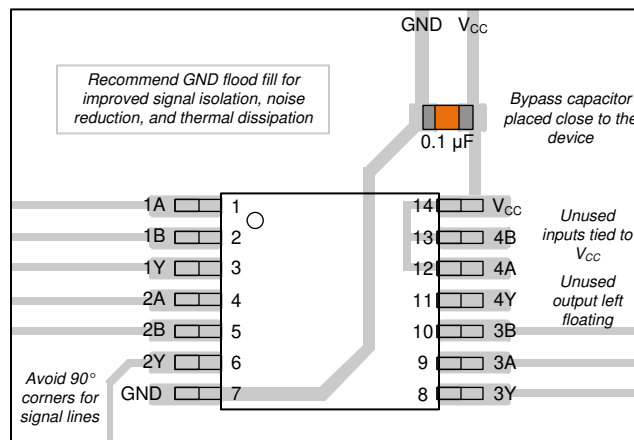 GND VCC
Recommend GND flood fill for
improved signal isolation, noise
reduction, and thermal dissipation
Bypass capacitor
placed close to the
device
0.1 µF
1A 1 14 VCC
1B 2 13 4B
1Y 3 12 4A
2A 4 11 4Y
2B 5 10 3B
2Y 6 9 3A
GND 7 8 3Y
Unused
inputs tied to
VCC
Unused
output left
floating
Avoid 90°
corners for
signal lines